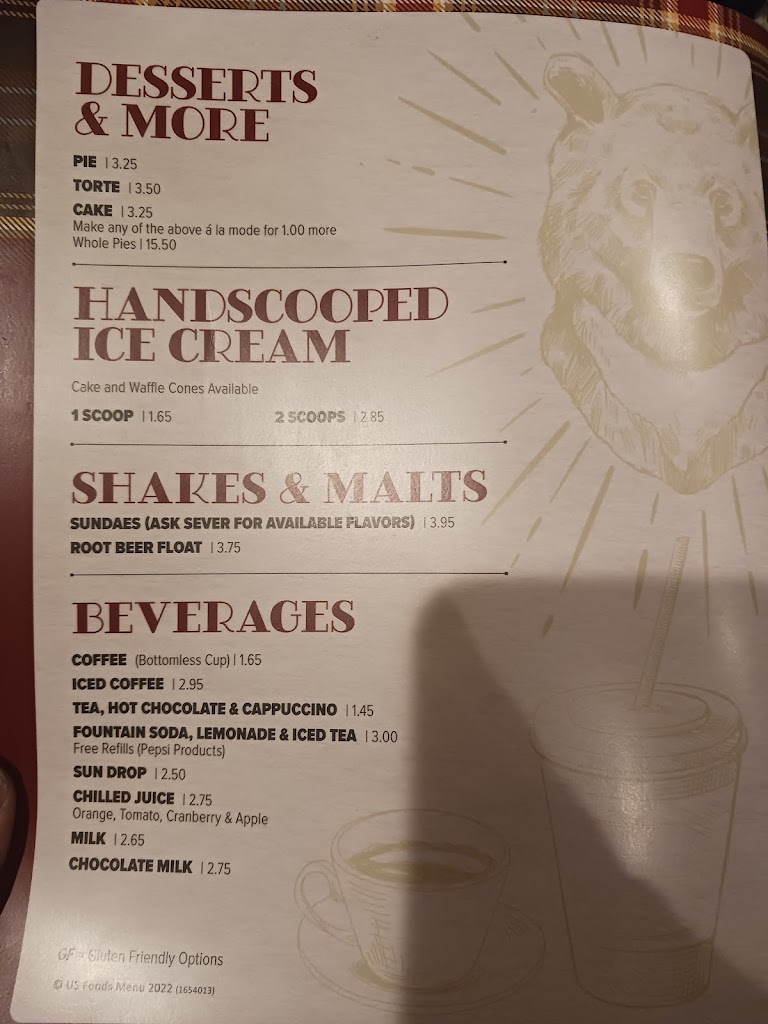 DESSERTS
& MORE
PIE | 3.25
TORTE | 3.50
CAKE | 3.25
Make any of the above á la mode for 1.00 more
Whole Pies | 15.50
HANDSCOOPED
ICE CREAM
Cake and Waffle Cones Available
1 SCOOP | 1.65 2 SCOOPS | 2.85
SHAKES & MALTS
SUNDAES (ASK SEVER FOR AVAILABLE FLAVORS) | 3.95
ROOT BEER FLOAT | 3.75
BEVERAGES
COFFEE (Bottomless Cup) | 1.65
ICED COFFEE | 2.95
TEA, HOT CHOCOLATE & CAPPUCCINO | 1.45
FOUNTAIN SODA, LEMONADE & ICED TEA | 3.00
Free Refills (Pepsi Products)
SUN DROP | 2.50
CHILLED JUICE | 2.75
Orange, Tomato, Cranberry & Apple
MILK | 2.65
CHOCOLATE MILK | 2.75
GF = Gluten Friendly Options
© US Foods Menu 2022 (1654013)